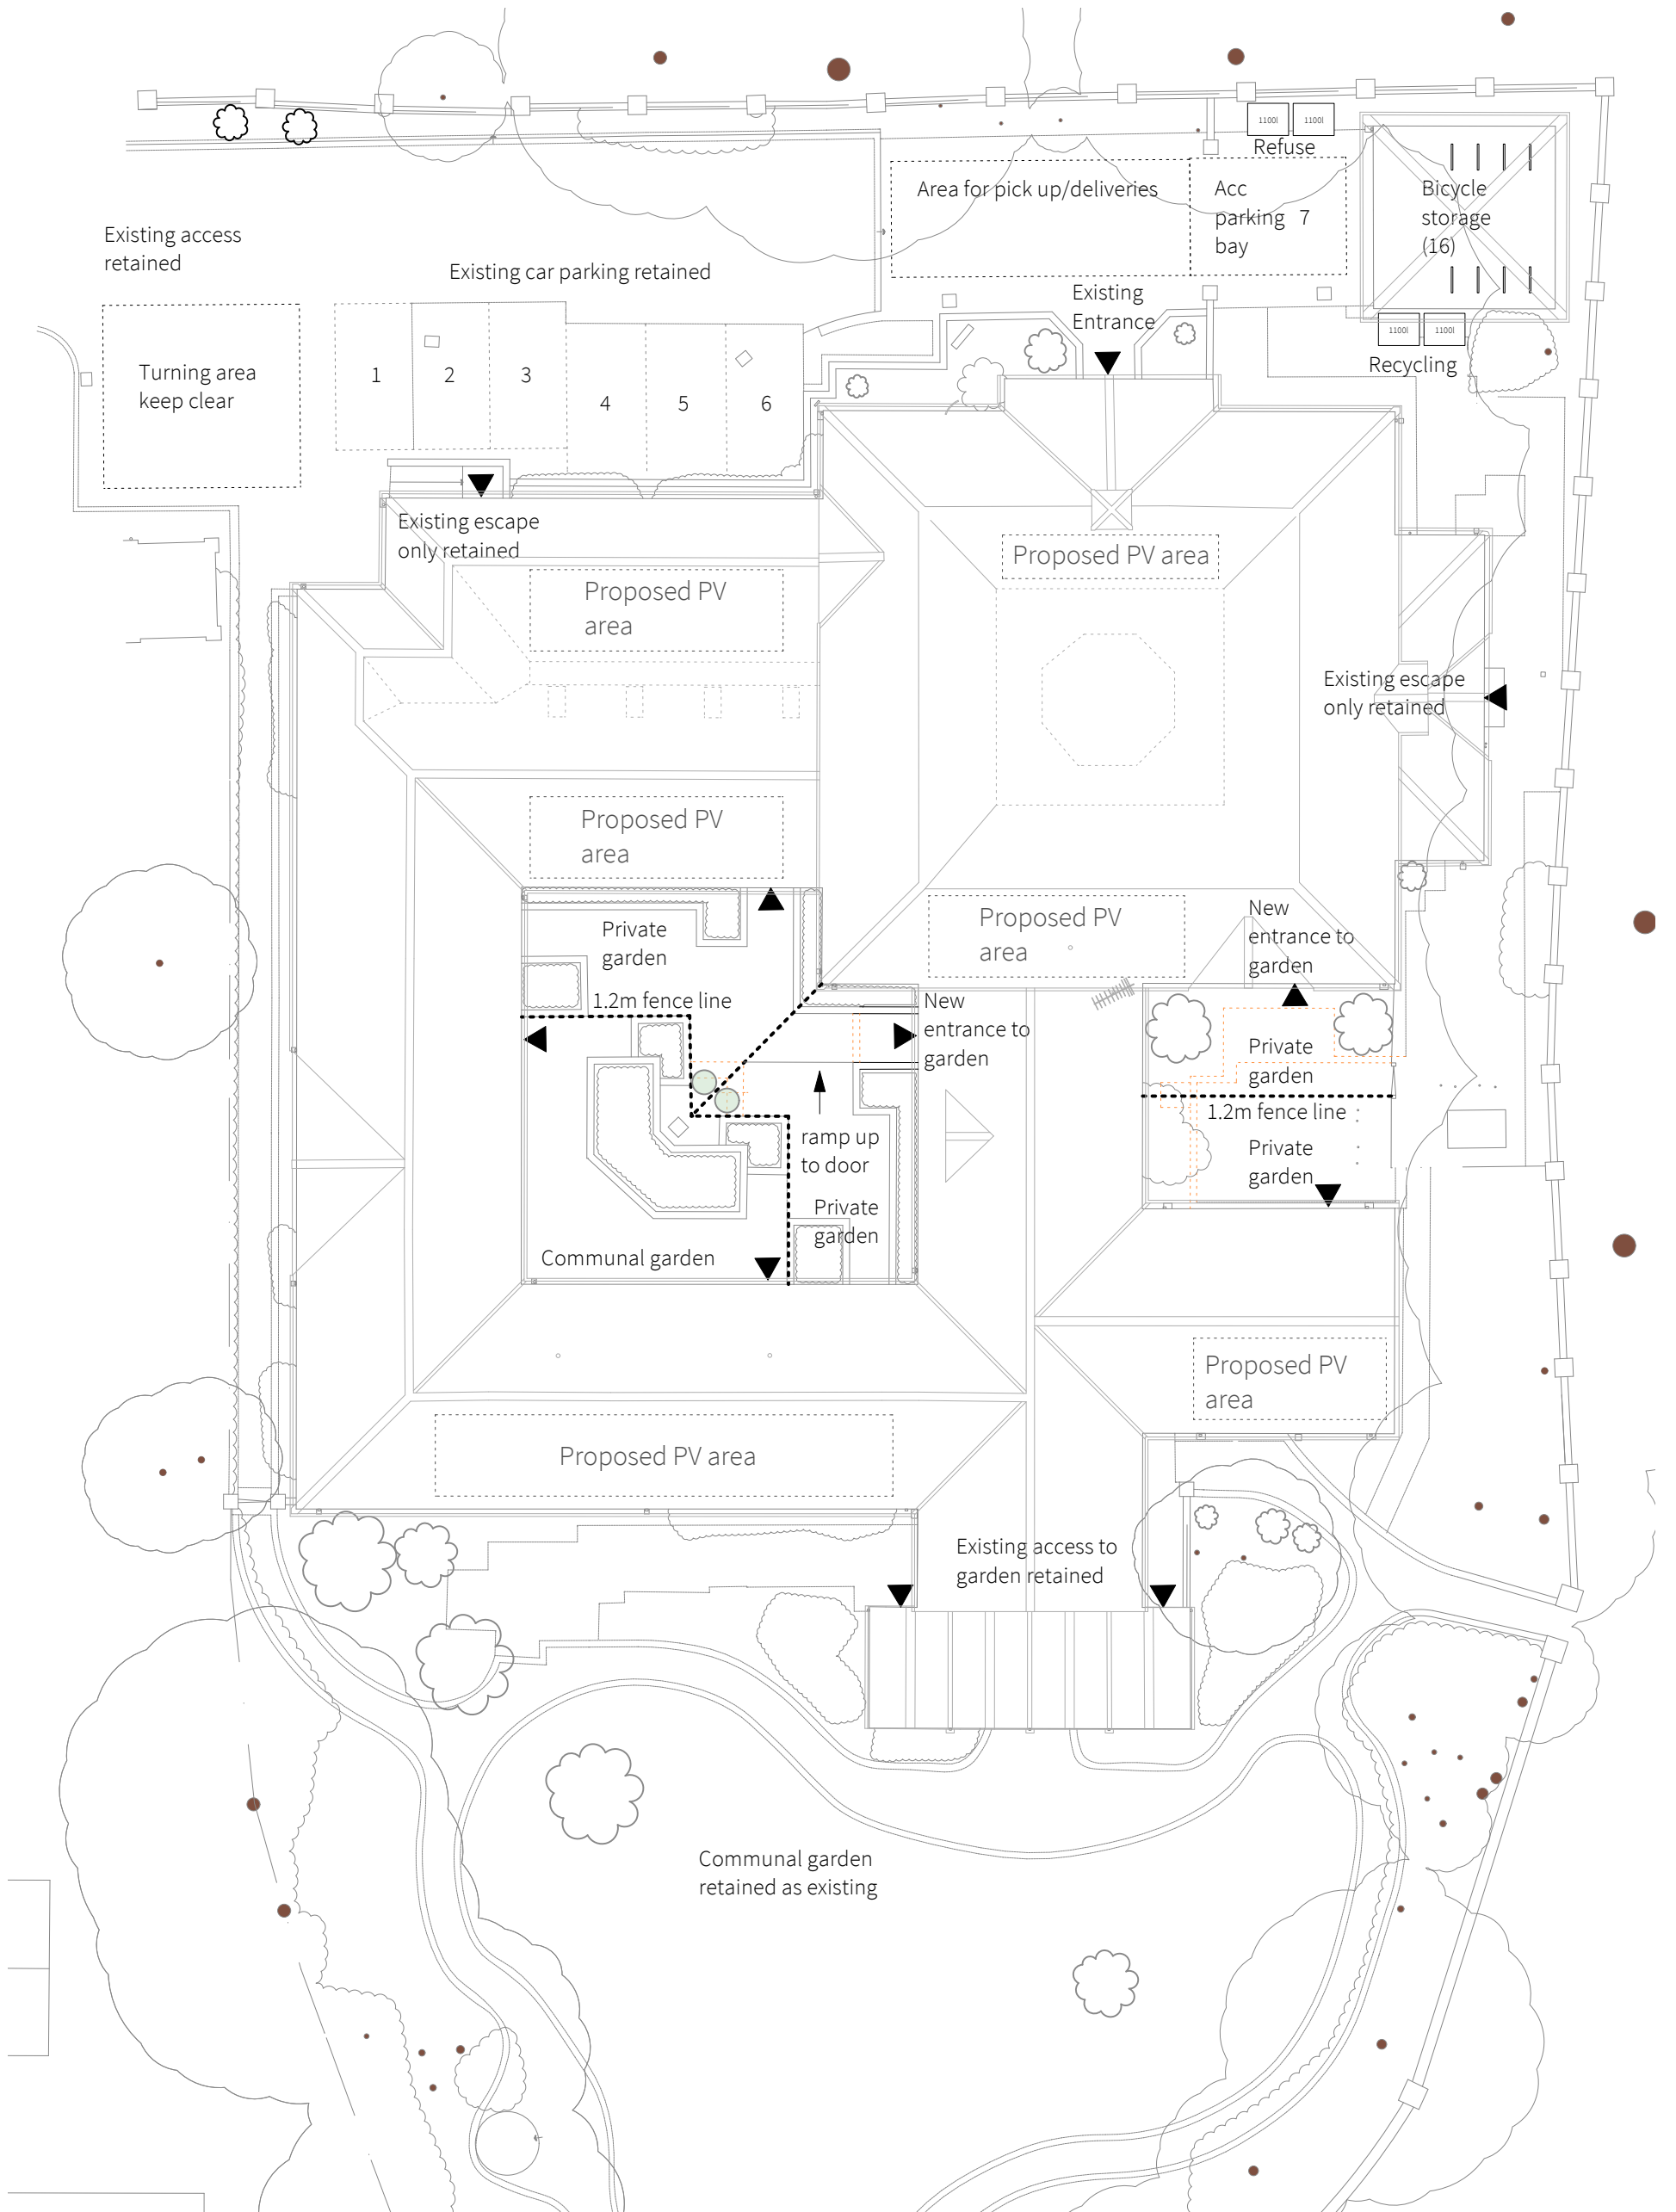 1100l
1100l
Refuse
Area for pick up/deliveries
Acc
parking 7
bay
Bicycle
storage
(16)
Existing access
retained
Existing car parking retained
Existing
Entrance
1100l
1100l
Recycling
Turning area
keep clear
1
2
3
4
5
6
Existing escape
only retained
Proposed PV area
Proposed PV
area
Existing escape
only retained
Proposed PV
area
Proposed PV
area
New
entrance to
garden
Private
garden
1.2m fence line
New
entrance to
garden
Private
garden
1.2m fence line
Private
garden
ramp up
to door
Private
garden
Communal garden
Proposed PV
area
Proposed PV area
Existing access to
garden retained
Communal garden
retained as existing